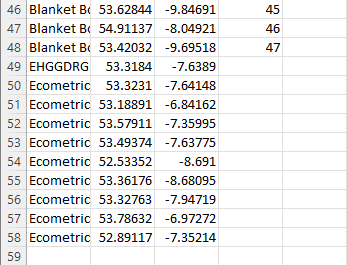 46 Blanket Bo 53.62844 -9.84691 45
47 Blanket Bo 54.91137 -8.04921 46
48 Blanket Bo 53.42032 -9.69518 47
49 EHGGDRG 53.3184 -7.6389
50 Ecometric 53.3231 -7.64148
51 Ecometric 53.18891 -6.84162
52 Ecometric 53.57911 -7.35995
53 Ecometric 53.49374 -7.63775
54 Ecometric 52.53352 -8.691
55 Ecometric 53.36176 -8.68095
56 Ecometric 53.32763 -7.94719
57 Ecometric 53.78632 -6.97272
58 Ecometric 52.89117 -7.35214
59